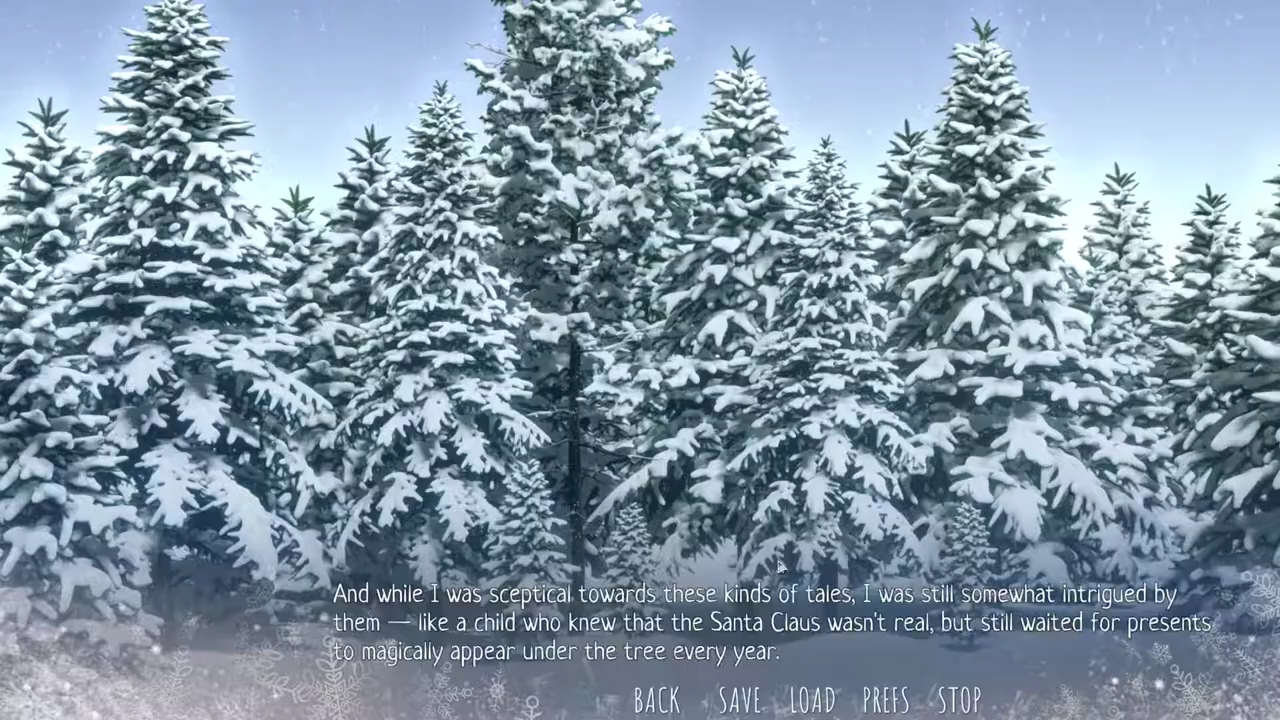 And while I was sceptical towards these kinds of tales, I was still somewhat intrigued by
them — like a child who knew that the Santa Claus wasn't real, but still waited for presents
to magically appear under the tree every year.
BACK SAVE LOAD PREFS STOP